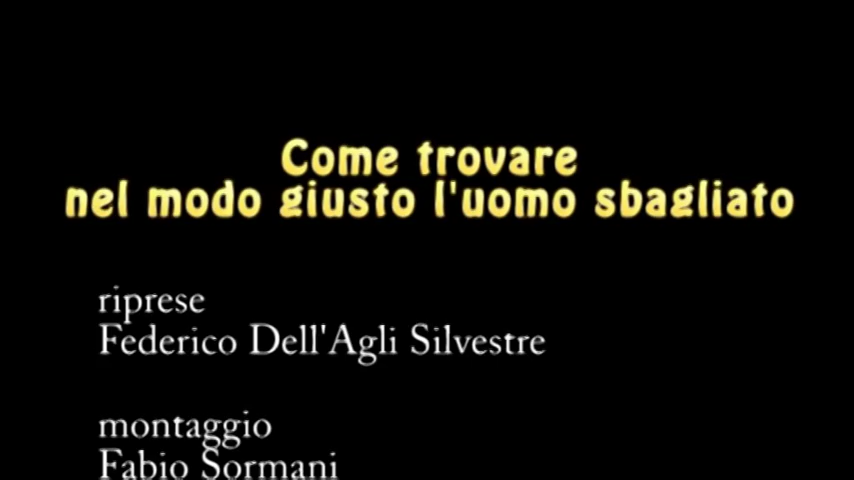 Come trovare
nel modo giusto l'uomo sbagliato
riprese
Federico Dell'Agli Silvestre
montaggio
Fabio Sormani